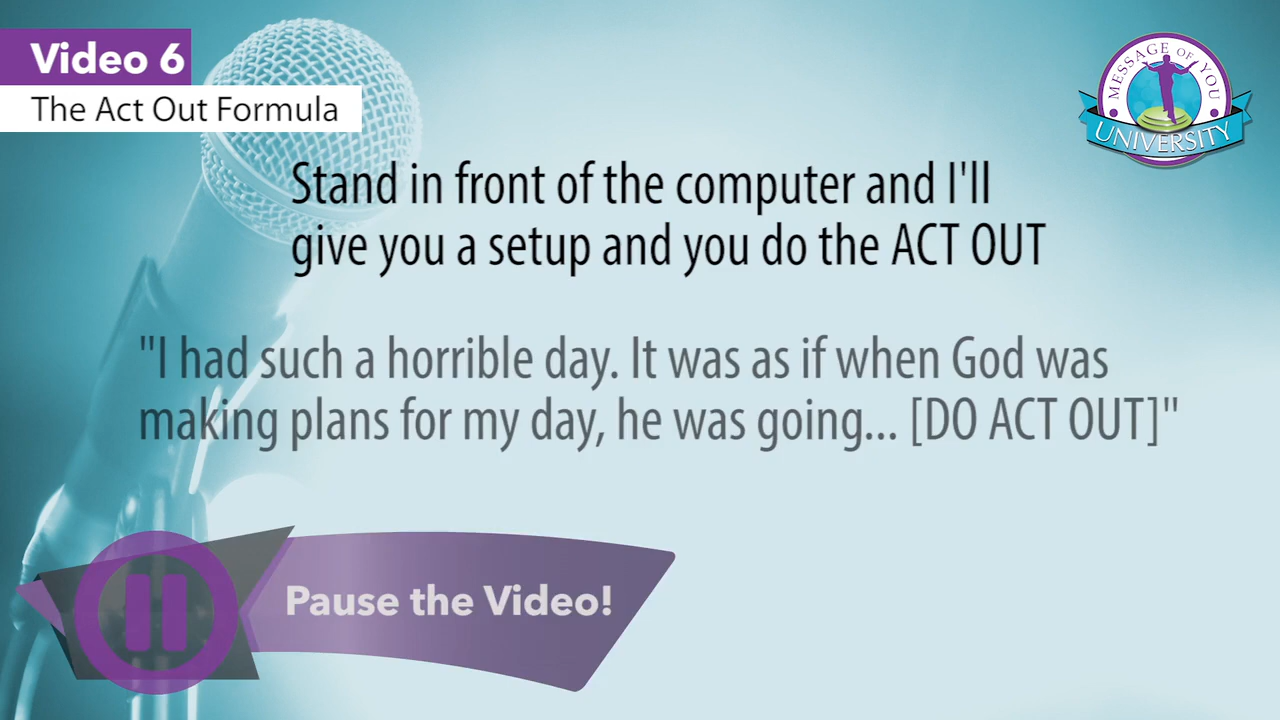 Video 6
The Act Out Formula
MESSAGE OF YOU
UNIVERSITY
Stand in front of the computer and I'll
give you a setup and you do the ACT OUT
"I had such a horrible day. It was as if when God was
making plans for my day, he was going... [DO ACT OUT]"
Pause the Video!